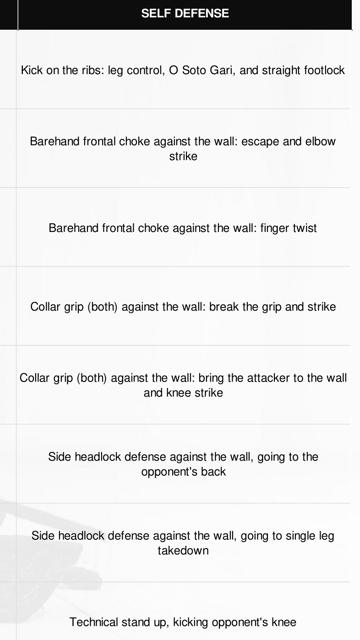 SELF DEFENSE
Kick on the ribs: leg control, O Soto Gari, and straight footlock
Barehand frontal choke against the wall: escape and elbow
strike
Barehand frontal choke against the wall: finger twist
Collar grip (both) against the wall: break the grip and strike
Collar grip (both) against the wall: bring the attacker to the wall
and knee strike
Side headlock defense against the wall, going to the
opponent's back
Side headlock defense against the wall, going to single leg
takedown
Technical stand up, kicking opponent's knee